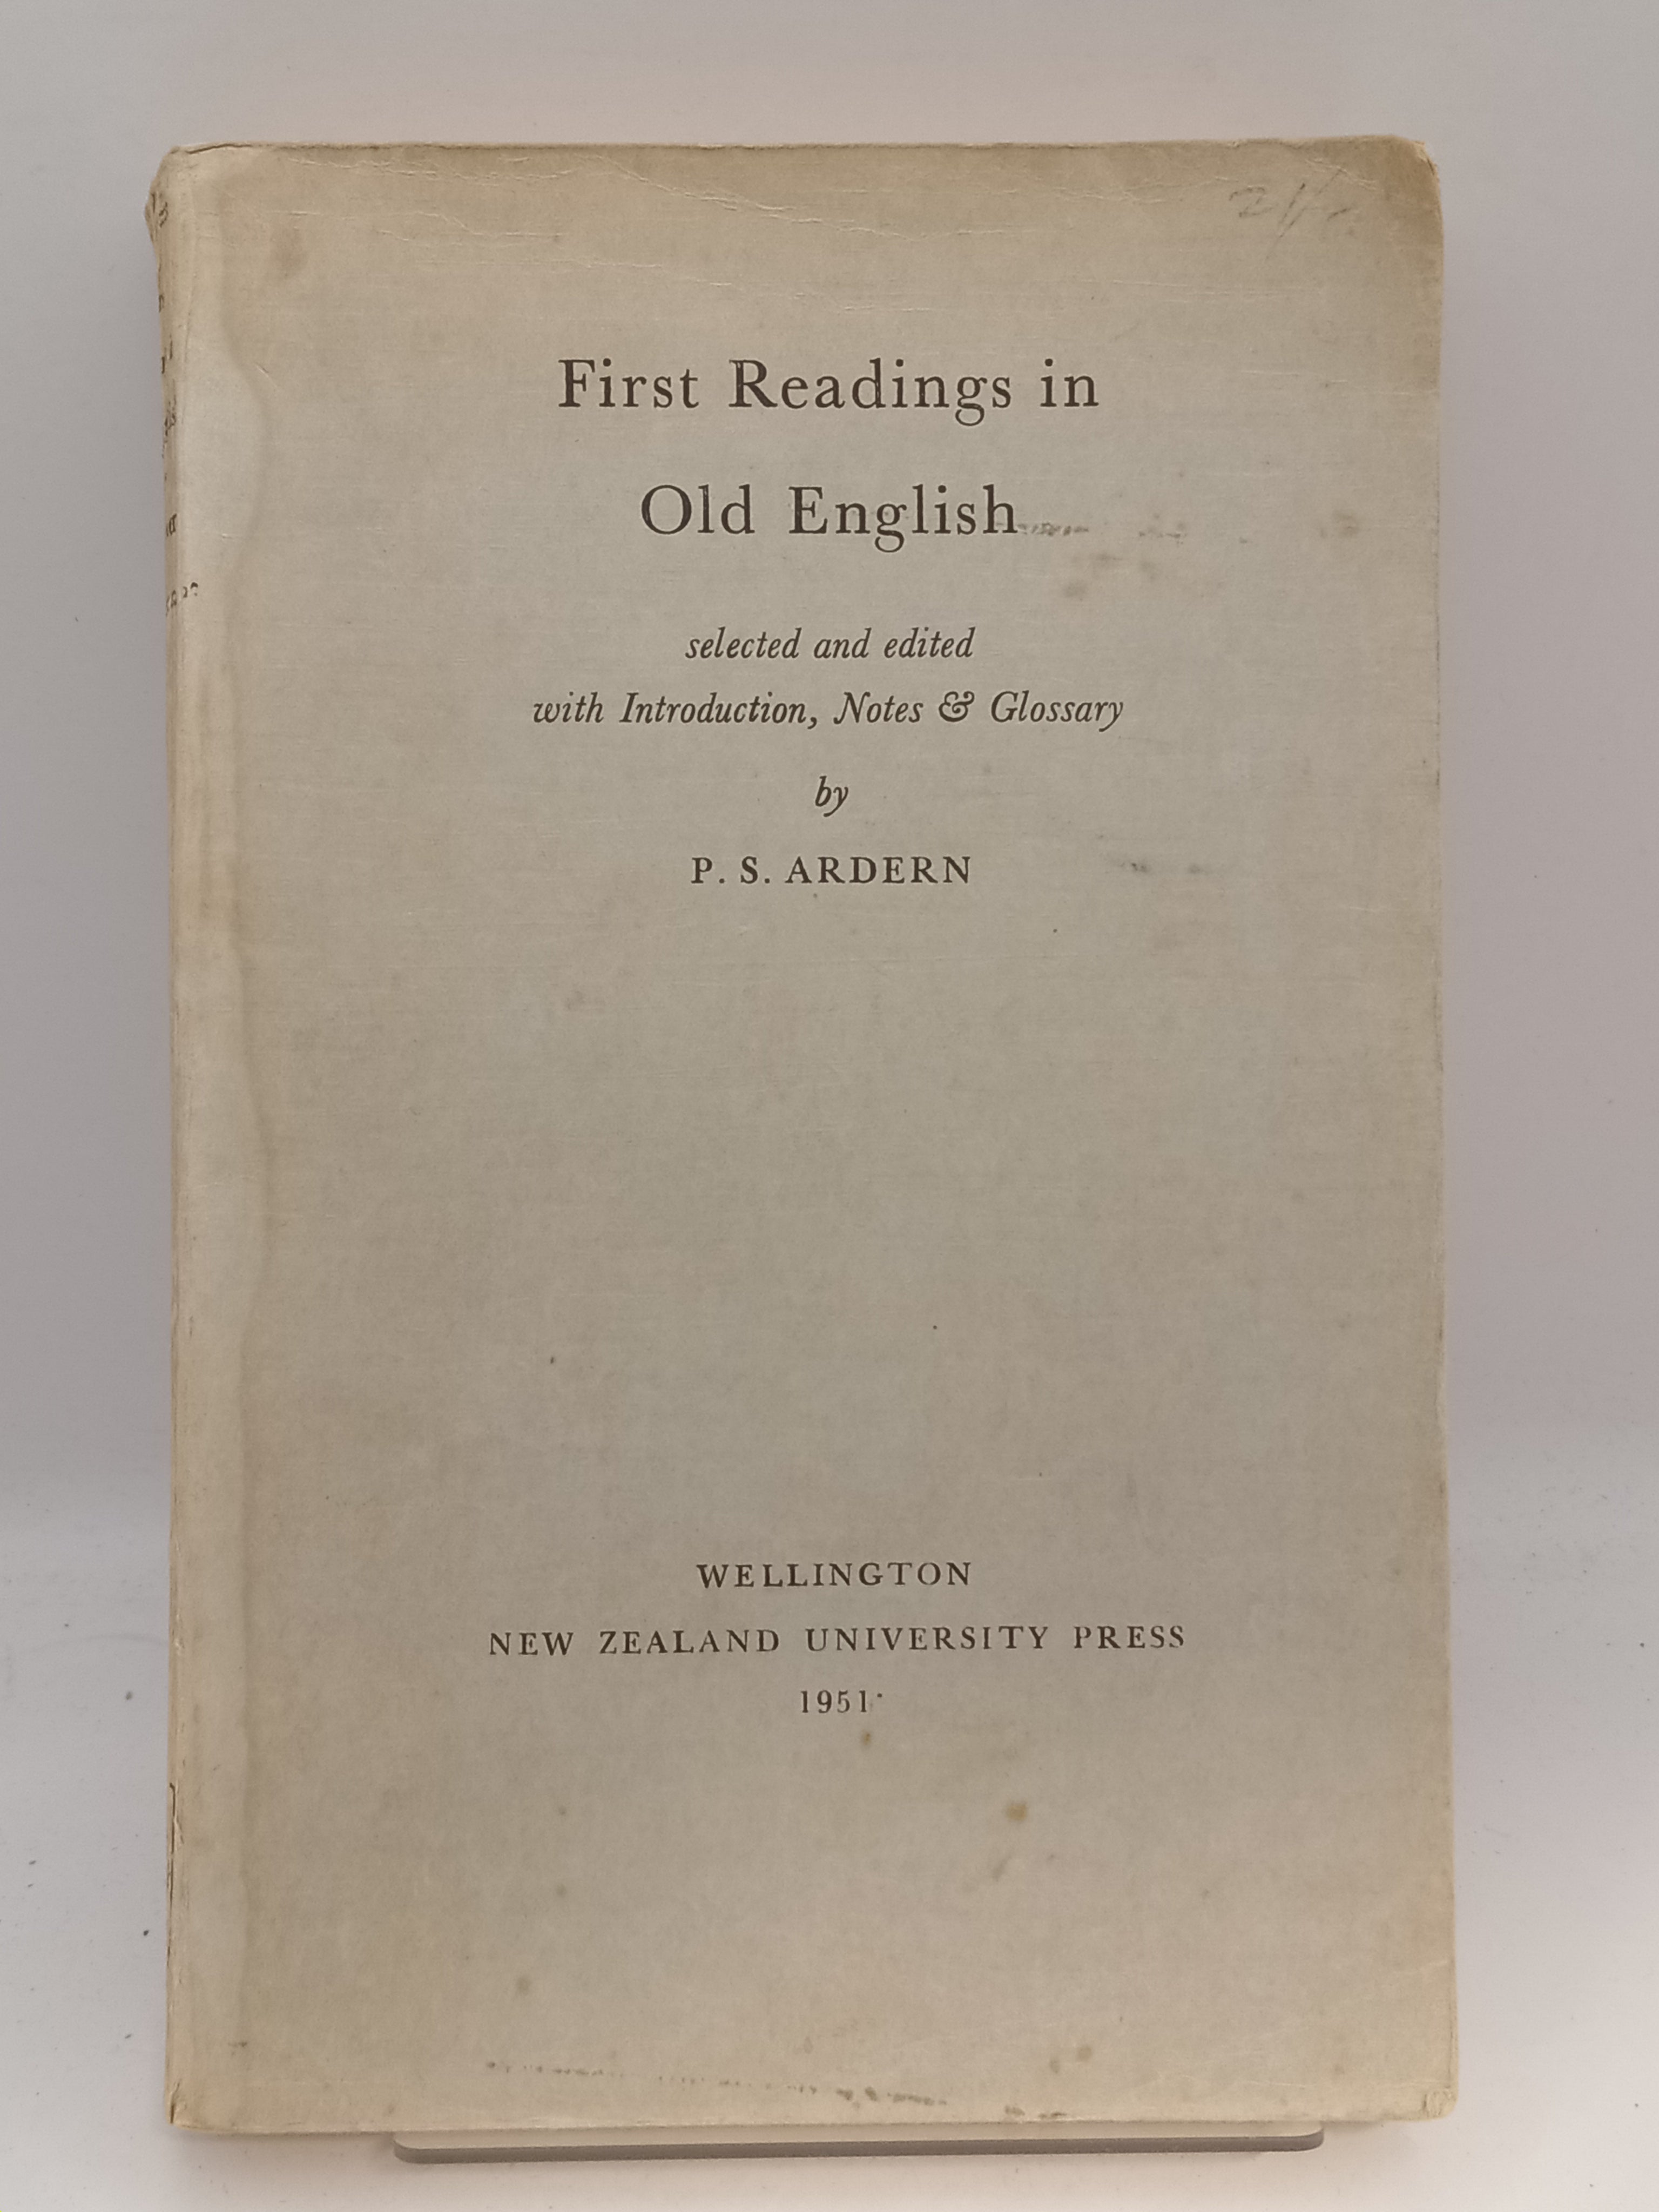 First Readings in
Old English
selected and edited
with Introduction, Notes & Glossary
by
P. S. ARDERN
WELLINGTON
NEW ZEALAND UNIVERSITY PRESS
1951